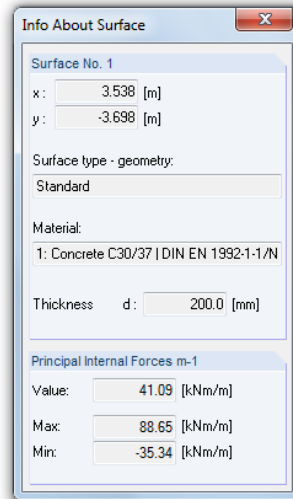 Info About Surface
Surface No. 1
x : 3.538 [m]
y : -3.698 [m]
Surface type - geometry:
Standard
Material:
1: Concrete C30/37 | DIN EN 1992-1-1/N
Thickness d : 200.0 [mm]
Principal Internal Forces m-1
Value: 41.09 [kNm/m]
Max: 88.65 [kNm/m]
Min: -35.34 [kNm/m]